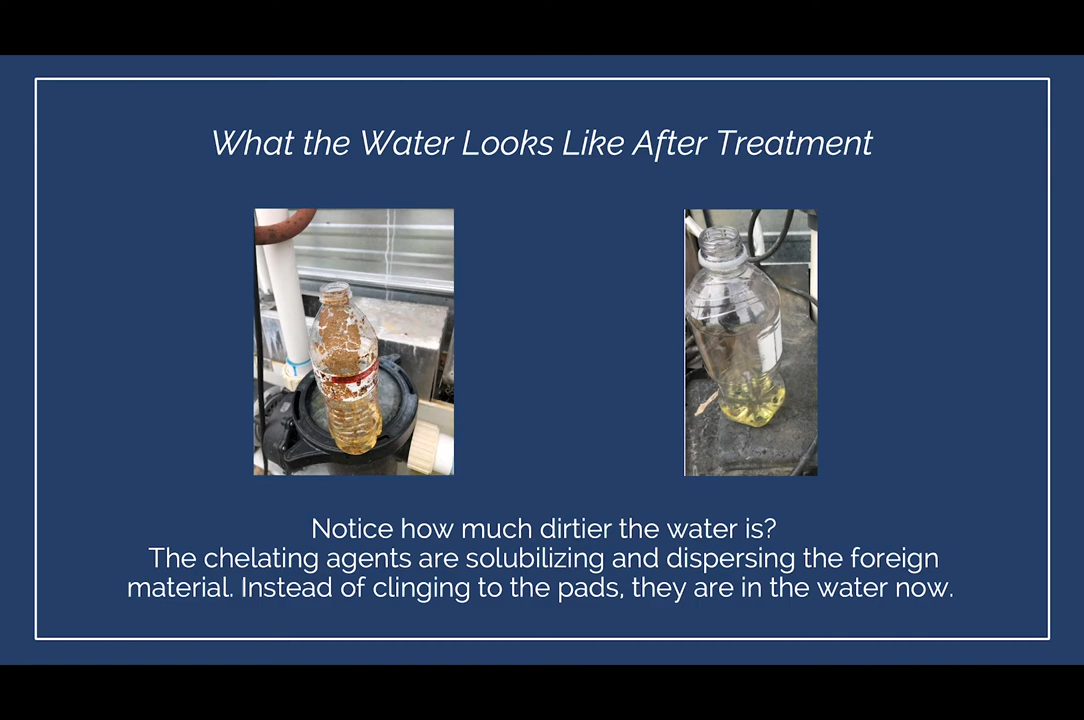 What the Water Looks Like After Treatment
Notice how much dirtier the water is?
The chelating agents are solubilizing and dispersing the foreign
material. Instead of clinging to the pads, they are in the water now.